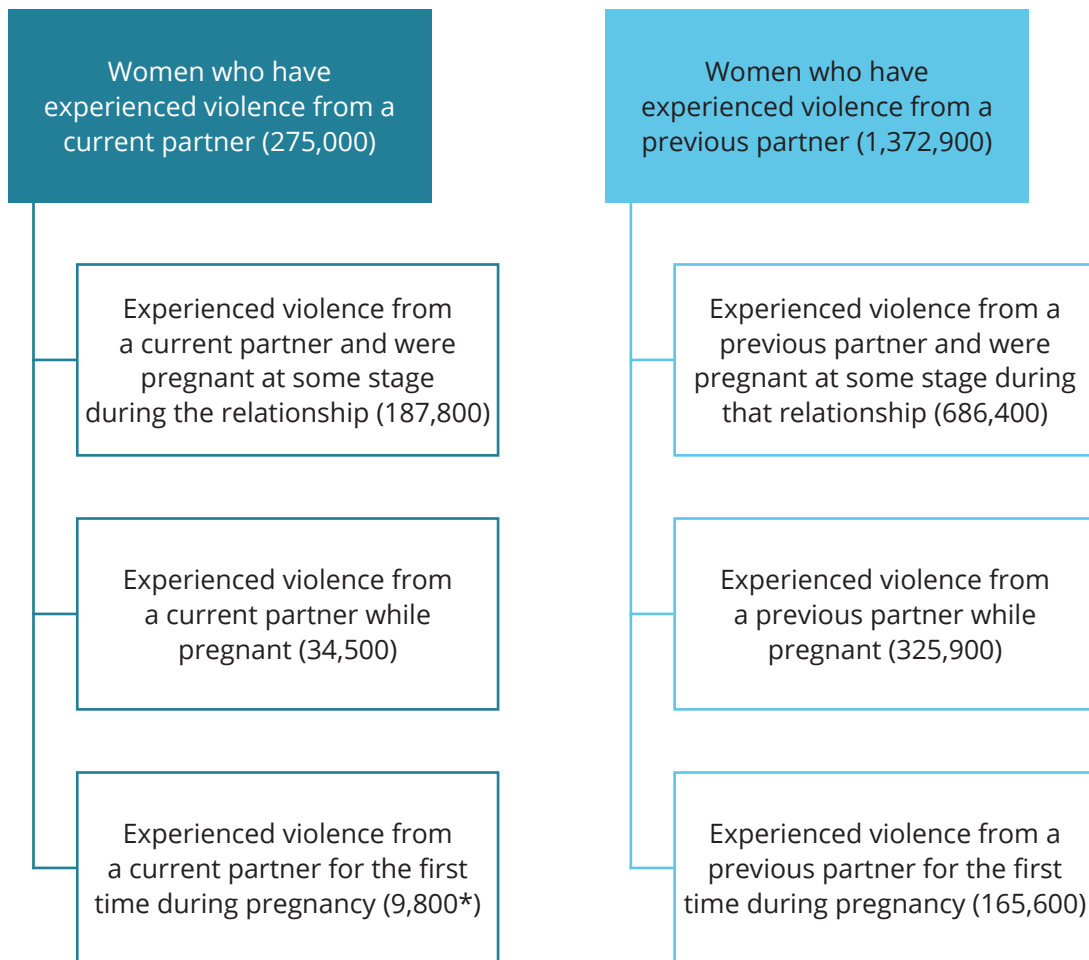 Women who have
experienced violence from a
current partner (275,000)
Experienced violence from
a current partner and were
pregnant at some stage
during the relationship (187,800)
Experienced violence from
a current partner while
pregnant (34,500)
Experienced violence from
a current partner for the first
time during pregnancy (9,800*)
Women who have
experienced violence from a
previous partner (1,372,900)
Experienced violence from a
previous partner and were
pregnant at some stage during
that relationship (686,400)
Experienced violence from
a previous partner while
pregnant (325,900)
Experienced violence from a
previous partner for the first
time during pregnancy (165,600)